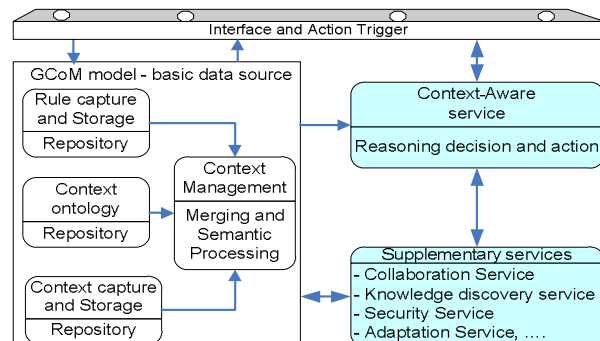 Interface and Action Trigger
GCoM model - basic data source
Rule capture
and Storage
Repository
Context
ontology
Repository
Context capture
and Storage
Repository
Context
Management
Merging and
Semantic
Processing
Context-Aware
service
Reasoning decision and action
Supplementary services
- Collaboration Service
- Knowledge discovery service
- Security Service
- Adaptation Service, ....